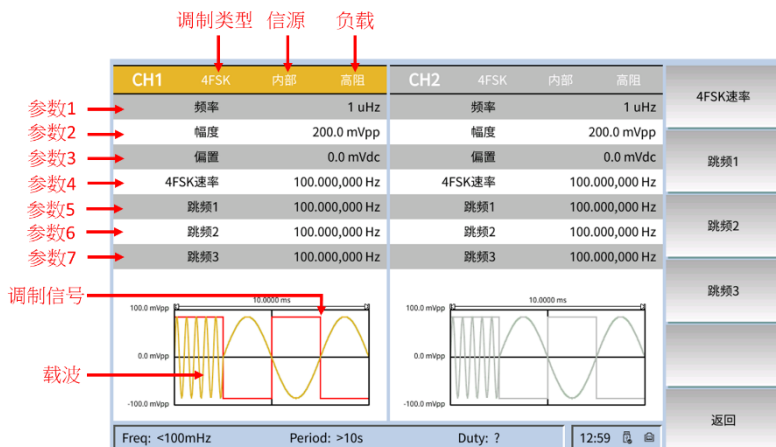 调制类型 信源 负载
CH1 4FSK 内部 高阻 CH2 4FSK 内部 高阻
4FSK速率
参数1 频率 1 uHz 频率 1 uHz
参数2 幅度 200.0 mVpp 幅度 200.0 mVpp
参数3 偏置 0.0 mVdc 偏置 0.0 mVdc
跳频1
参数4 4FSK速率 100.000,000 Hz 4FSK速率 100.000,000 Hz
参数5 跳频1 100.000,000 Hz 跳频1 100.000,000 Hz
参数6 跳频2 100.000,000 Hz 跳频2 100.000,000 Hz
跳频2
参数7 跳频3 100.000,000 Hz 跳频3 100.000,000 Hz
跳频3
调制信号
10.0000 ms 10.0000 ms
100.0 mVpp 100.0 mVpp
0.0 mVpp 0.0 mVpp
载波
-100.0 mVpp -100.0 mVpp
返回
Freq: <100mHz Period: >10s Duty: ? 12:59